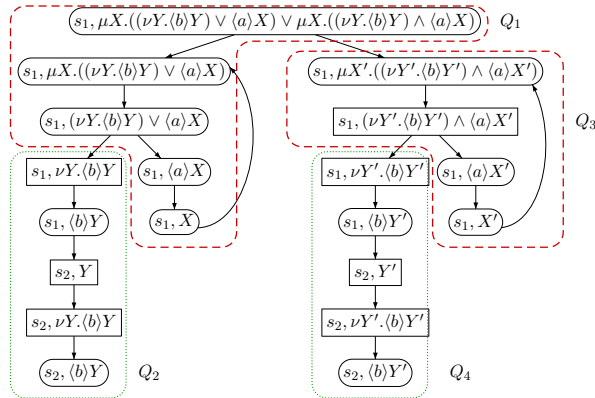 s₁, μX.((νY.⟨b⟩Y) ∨ ⟨a⟩X) ∨ μX.((νY.⟨b⟩Y) ∧ ⟨a⟩X) Q₁
s₁, μX.((νY.⟨b⟩Y) ∨ ⟨a⟩X) s₁, μX′.((νY′.⟨b⟩Y′) ∧ ⟨a⟩X′)
s₁, (νY.⟨b⟩Y) ∨ ⟨a⟩X s₁, (νY′.⟨b⟩Y′) ∧ ⟨a⟩X′ Q₃
s₁, νY.⟨b⟩Y s₁, ⟨a⟩X s₁, νY′.⟨b⟩Y′ s₁, ⟨a⟩X′
s₁, ⟨b⟩Y s₁, X s₁, ⟨b⟩Y′ s₁, X′
s₂, Y s₂, Y′
s₂, νY.⟨b⟩Y s₂, νY′.⟨b⟩Y′
s₂, ⟨b⟩Y Q₂ s₂, ⟨b⟩Y′ Q₄